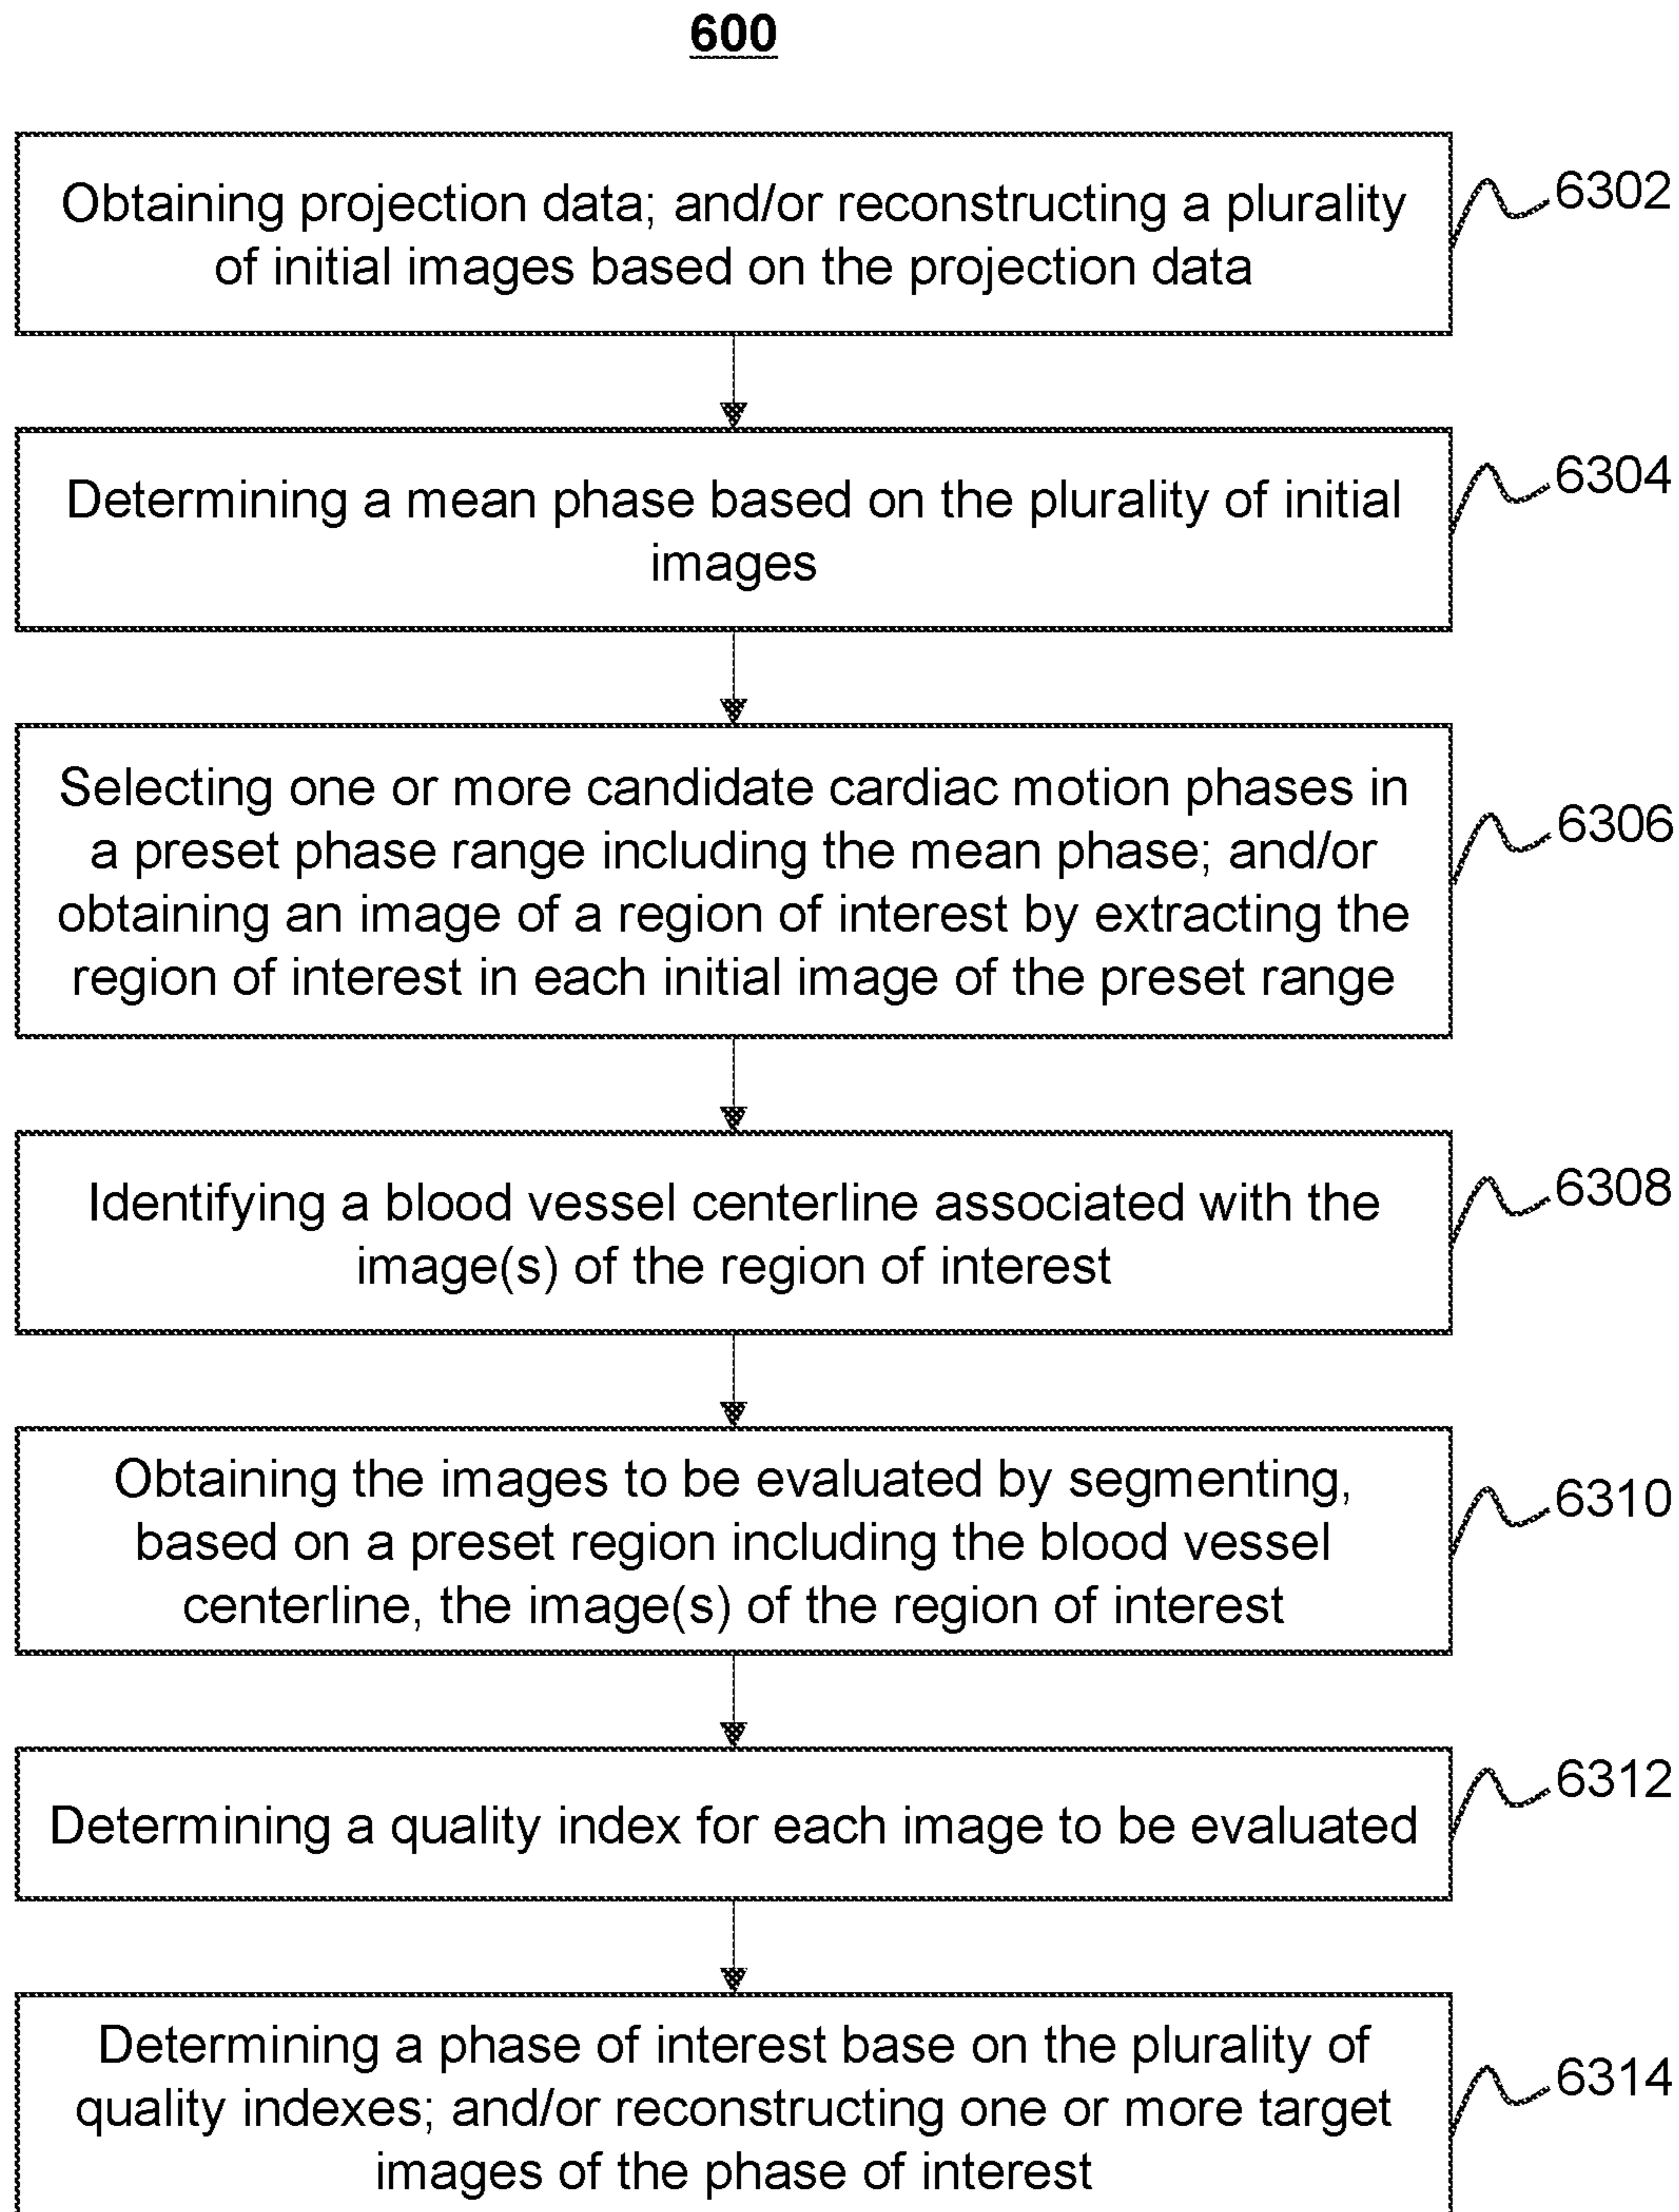 600
Obtaining projection data; and/or reconstructing a plurality
of initial images based on the projection data
6302
Determining a mean phase based on the plurality of initial
images
6304
Selecting one or more candidate cardiac motion phases in
a preset phase range including the mean phase; and/or
obtaining an image of a region of interest by extracting the
region of interest in each initial image of the preset range
6306
Identifying a blood vessel centerline associated with the
image(s) of the region of interest
6308
Obtaining the images to be evaluated by segmenting,
based on a preset region including the blood vessel
centerline, the image(s) of the region of interest
6310
Determining a quality index for each image to be evaluated
6312
Determining a phase of interest base on the plurality of
quality indexes; and/or reconstructing one or more target
images of the phase of interest
6314